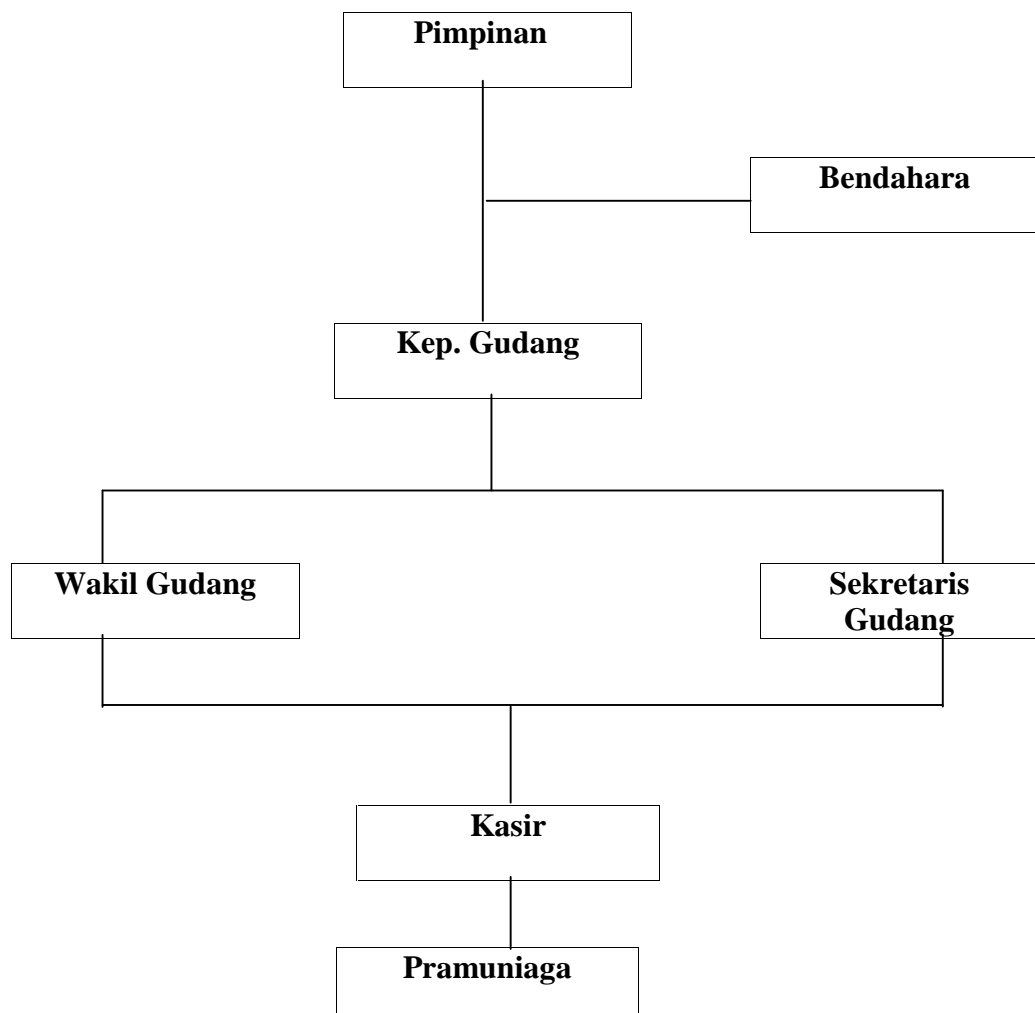 Pimpinan
Bendahara
Kep. Gudang
Wakil Gudang
Sekretaris
Gudang
Kasir
Pramuniaga